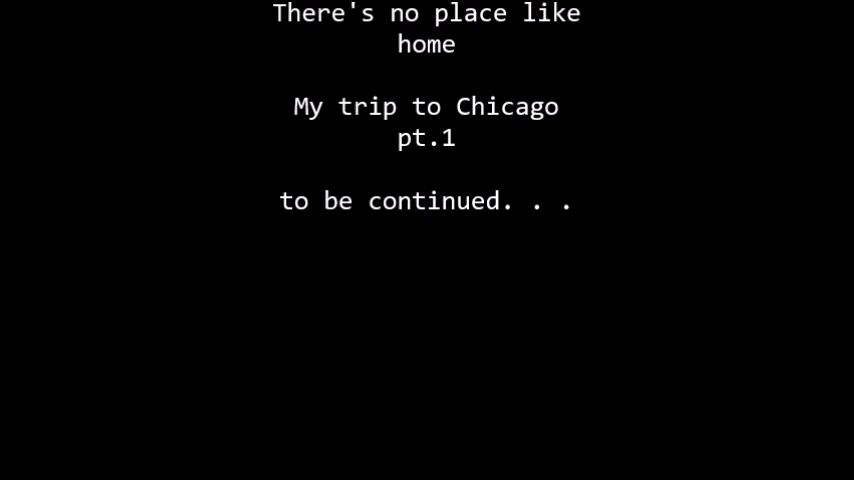 There's no place like
home
My trip to Chicago
pt.1
to be continued. . .